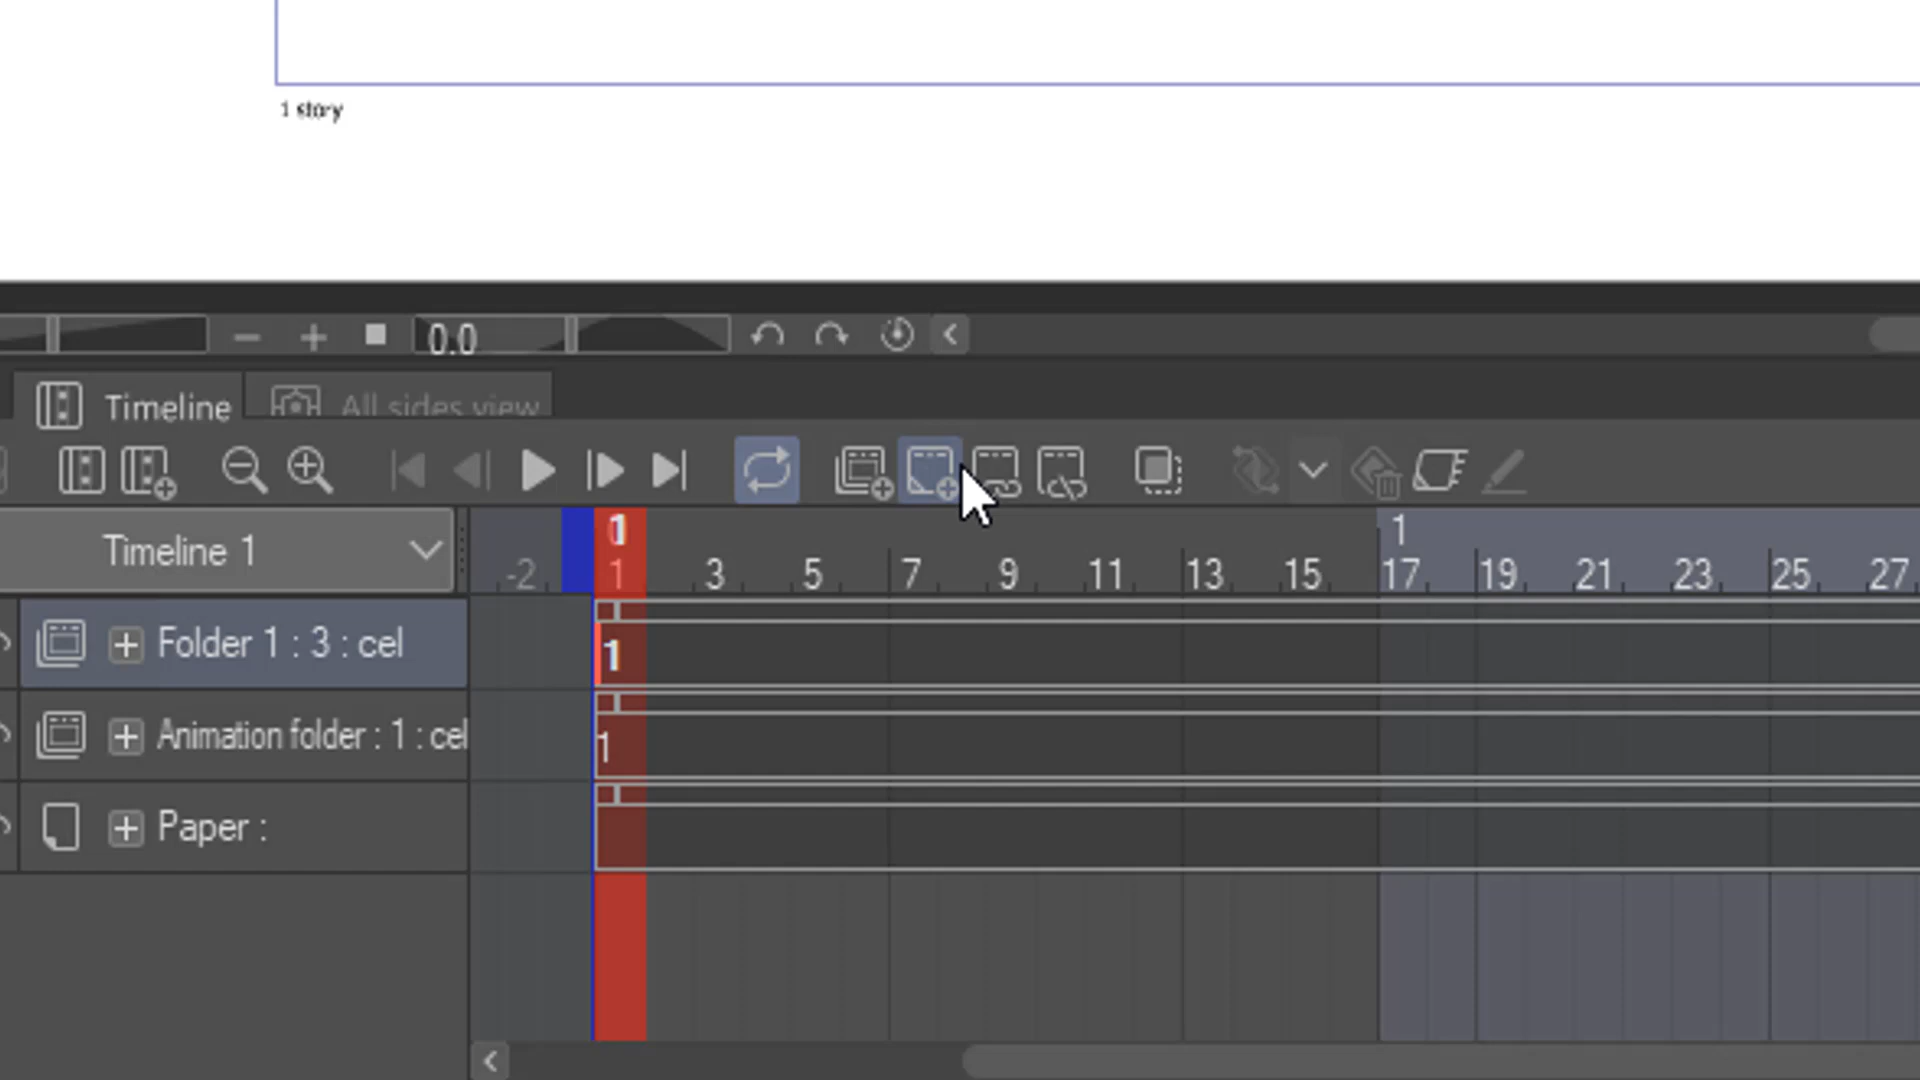 1 story
0.0
Timeline All sides view
Timeline 1
1 1
-2 1 3 5 7 9 11 13 15 17 19 21 23 25 27
Folder 1 : 3 : cel
1
Animation folder : 1 : cel
1
Paper :